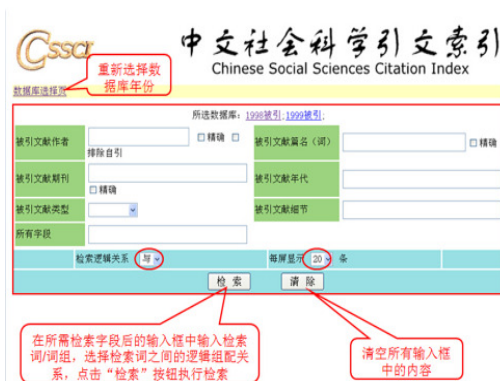 Cssci
中文社会科学引文索引
Chinese Social Sciences Citation Index
重新选择数
据库年份
数据库选择页
所选数据库：1998被引;1999被引;
被引文献作者 □精确 □
排除自引
被引文献篇名（词） □精确
被引文献期刊
□精确
被引文献年代
被引文献类型
被引文献细节
所有字段
检索逻辑关系 与 每屏显示 20 条
检 索 清 除
在所需检索字段后的输入框中输入检索
词/词组，选择检索词之间的逻辑组配关
系，点击“检索”按钮执行检索
清空所有输入框
中的内容